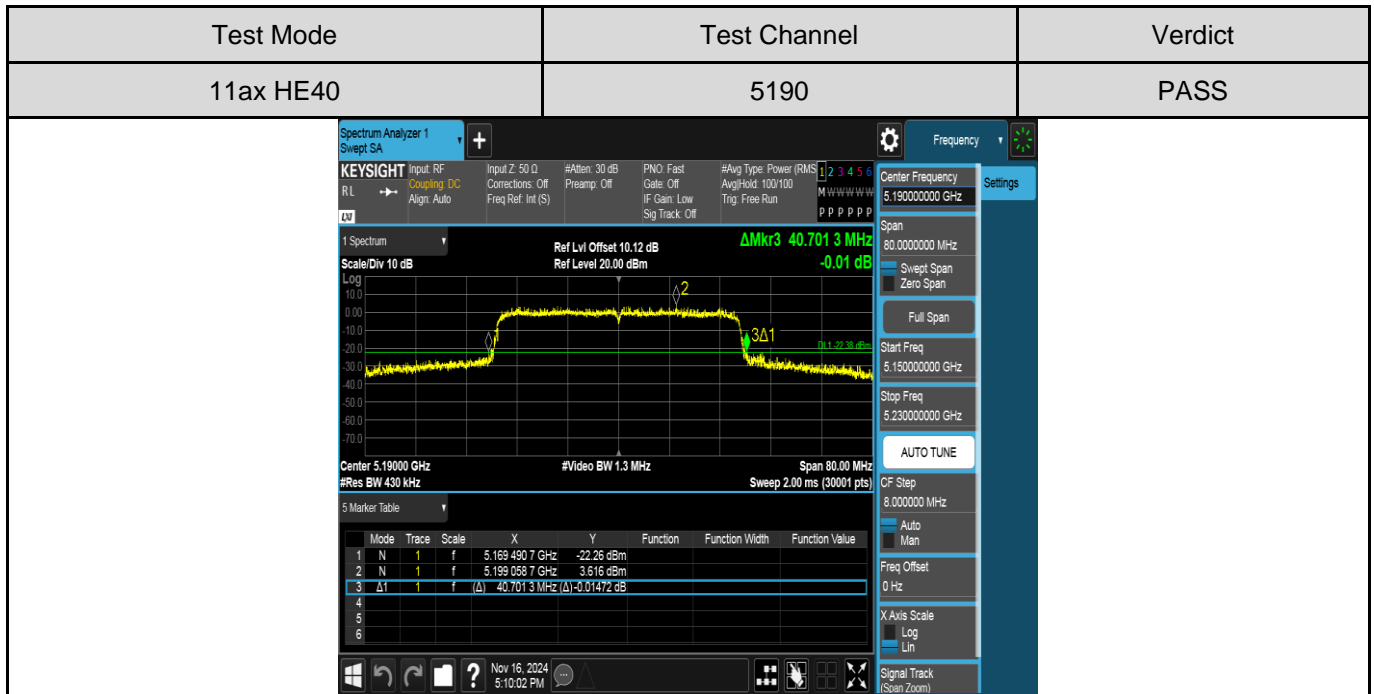 Test Mode Test Channel Verdict
11ax HE40 5190 PASS
Spectrum Analyzer 1
Swept SA
+
Frequency
KEYSIGHT Input: RF Input Z: 50 Ω #Atten: 30 dB PNO: Fast #Avg Type: Power (RMS 1 2 3 4 5 6
RL Coupling: DC Corrections: Off Preamp: Off Gate: Off Avg|Hold: 100/100 M W W W W W
Align: Auto Freq Ref: Int (S) IF Gain: Low Trig: Free Run
LXI Sig Track: Off P P P P P P
1 Spectrum Ref Lvl Offset 10.12 dB ΔMkr3 40.701 3 MHz
Scale/Div 10 dB Ref Level 20.00 dBm -0.01 dB
Log
10.0
0.00
-10.0
-20.0
-30.0
-40.0
-50.0
-60.0
-70.0
1
2
3Δ1
DL1 -22.38 dBm
Center 5.19000 GHz #Video BW 1.3 MHz Span 80.00 MHz
#Res BW 430 kHz Sweep 2.00 ms (30001 pts)
5 Marker Table
Mode Trace Scale X Y Function Function Width Function Value
1 N 1 f 5.169 490 7 GHz -22.26 dBm
2 N 1 f 5.199 058 7 GHz 3.616 dBm
3 Δ1 1 f (Δ) 40.701 3 MHz (Δ) -0.01472 dB
4
5
6
? Nov 16, 2024
5:10:02 PM
Center Frequency
5.190000000 GHz
Settings
Span
80.0000000 MHz
Swept Span
Zero Span
Full Span
Start Freq
5.150000000 GHz
Stop Freq
5.230000000 GHz
AUTO TUNE
CF Step
8.000000 MHz
Auto
Man
Freq Offset
0 Hz
X Axis Scale
Log
Lin
Signal Track
(Span Zoom)